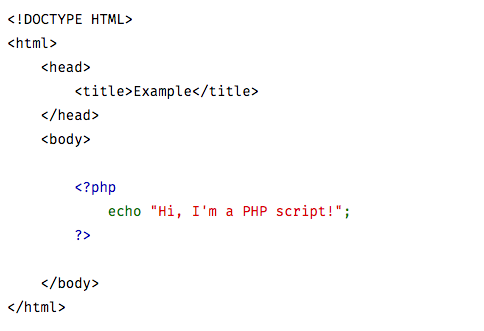 <!DOCTYPE HTML>
<html>
    <head>
        <title>Example</title>
    </head>
    <body>

        <?php
            echo "Hi, I'm a PHP script!";
        ?>

    </body>
</html>